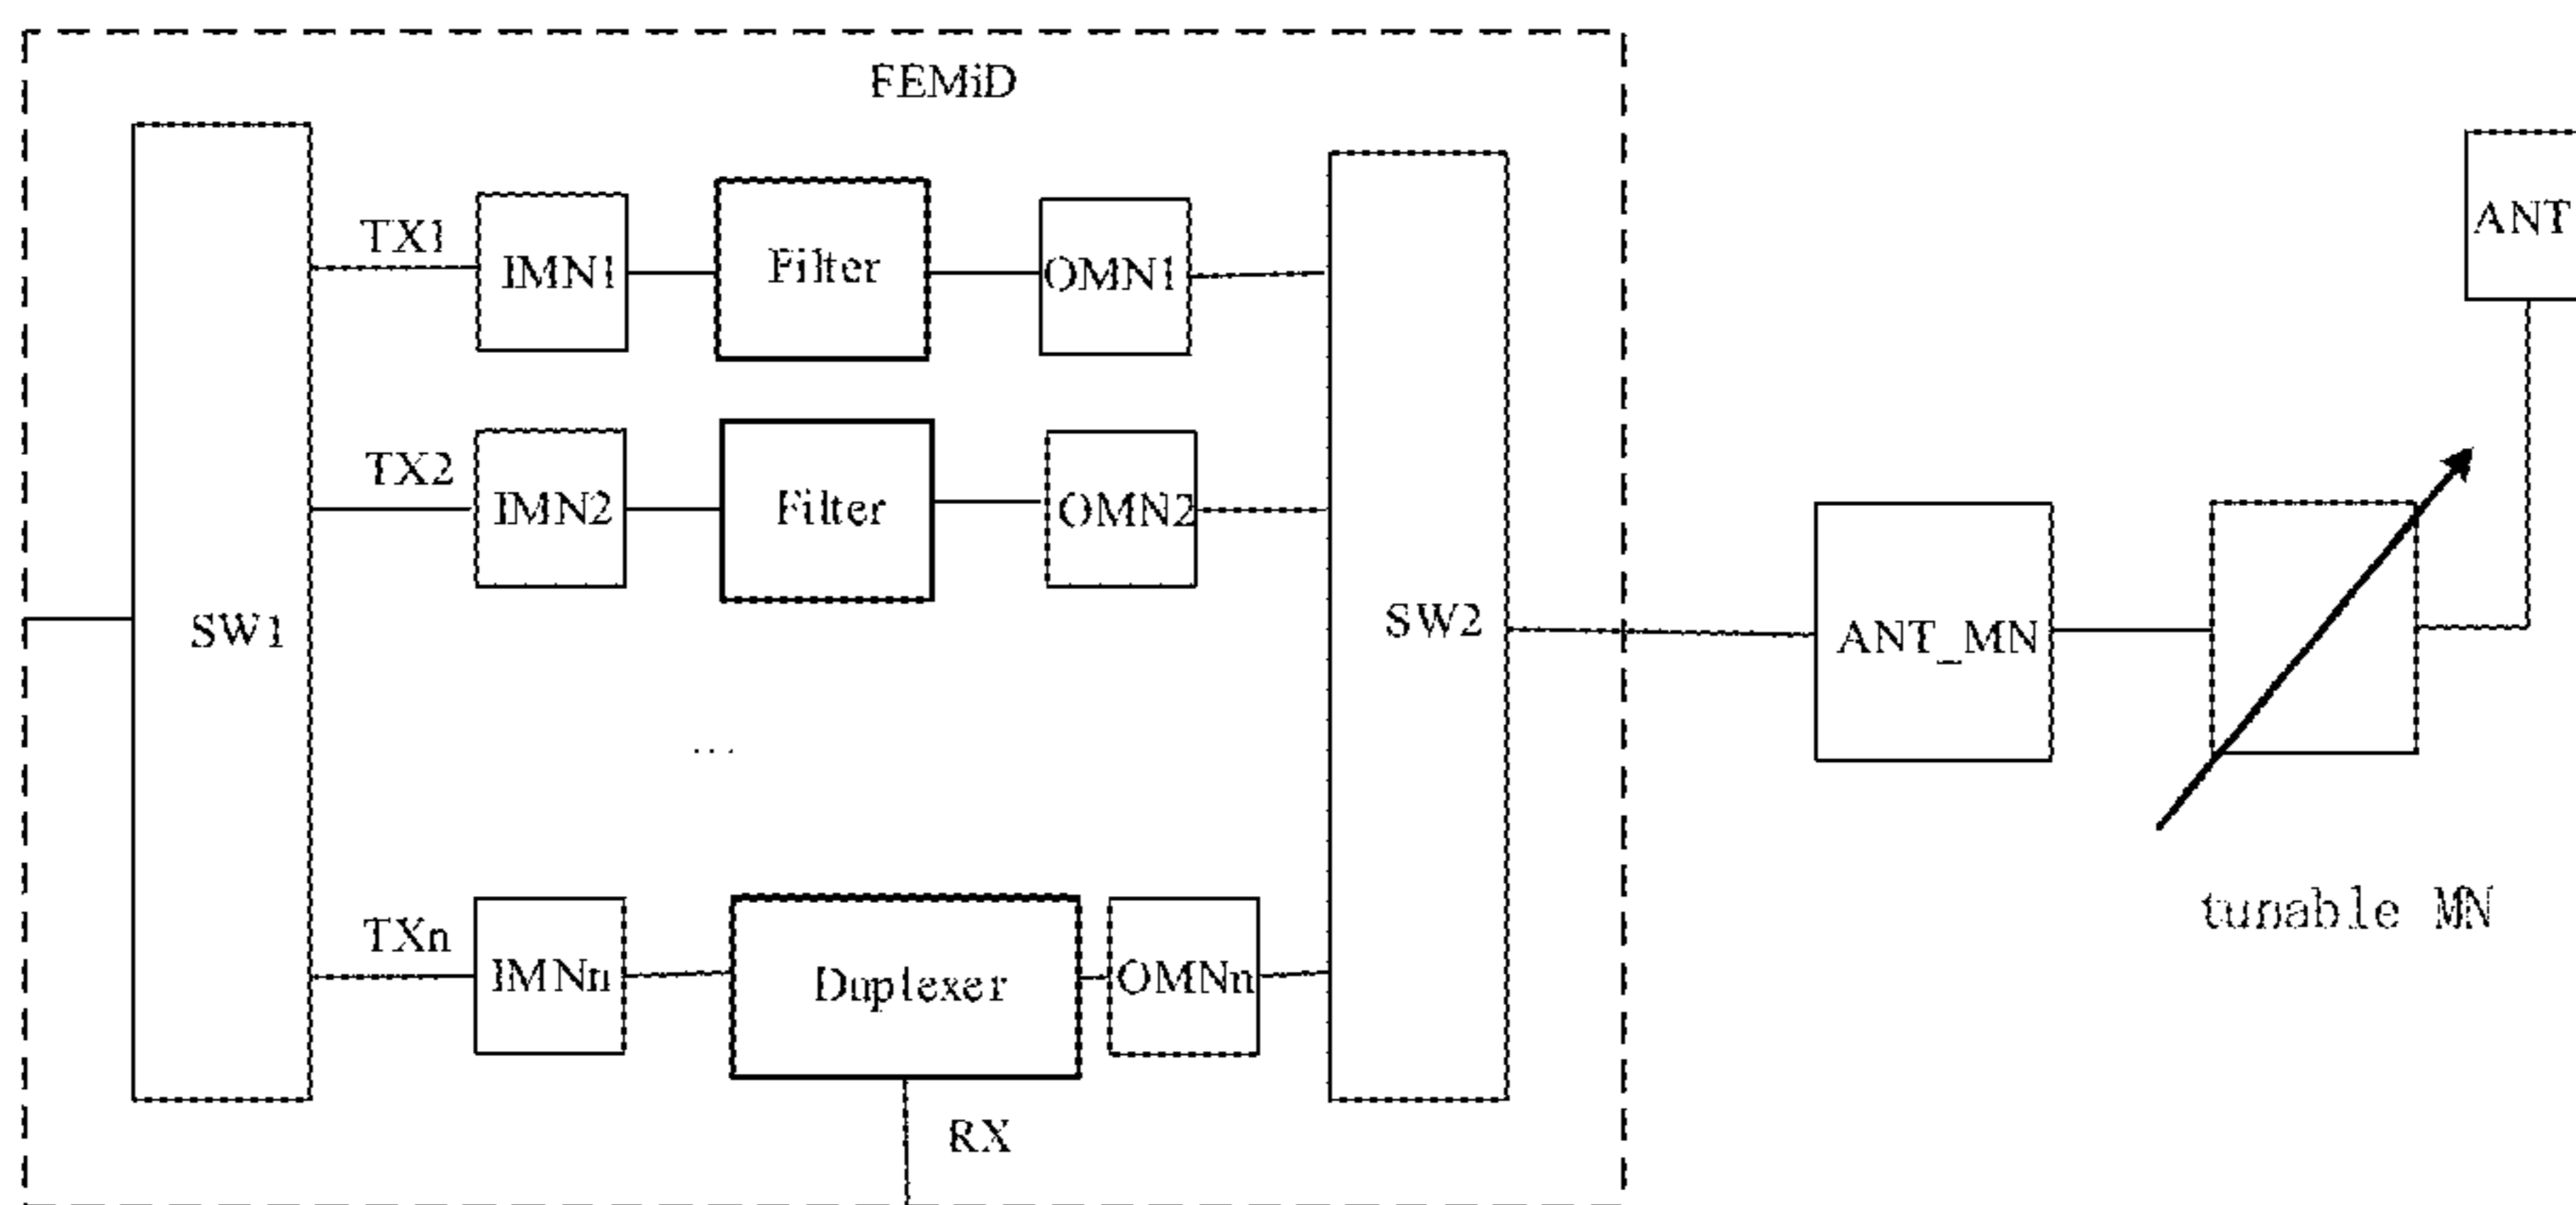 FEMiD
TX1
IMN1
Filter
OMN1
ANT
TX2
IMN2
Filter
OMN2
SW1
SW2
ANT_MN
...
tunable MN
TXn
IMNn
Duplexer
OMNn
RX